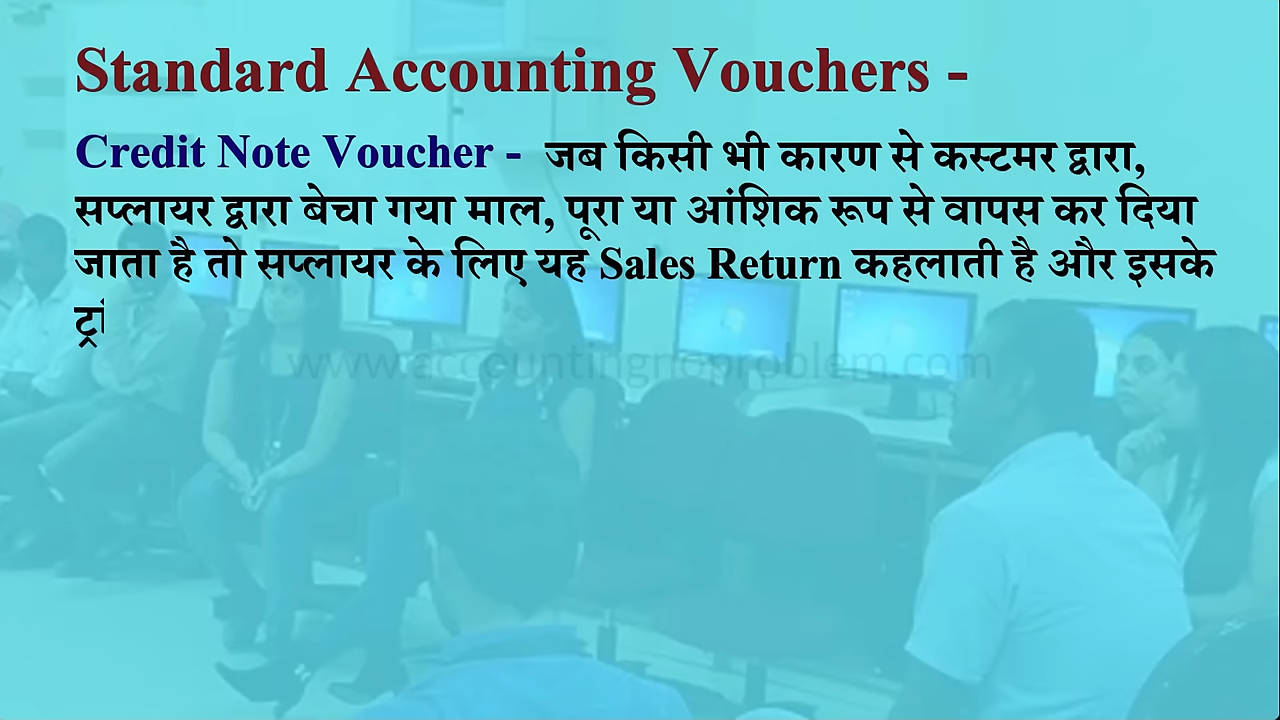 Standard Accounting Vouchers -
Credit Note Voucher - जब किसी भी कारण से कस्टमर द्वारा,
सप्लायर द्वारा बेचा गया माल, पूरा या आंशिक रूप से वापस कर दिया
जाता है तो सप्लायर के लिए यह Sales Return कहलाती है और इसके
www.accountingnoproblem.com